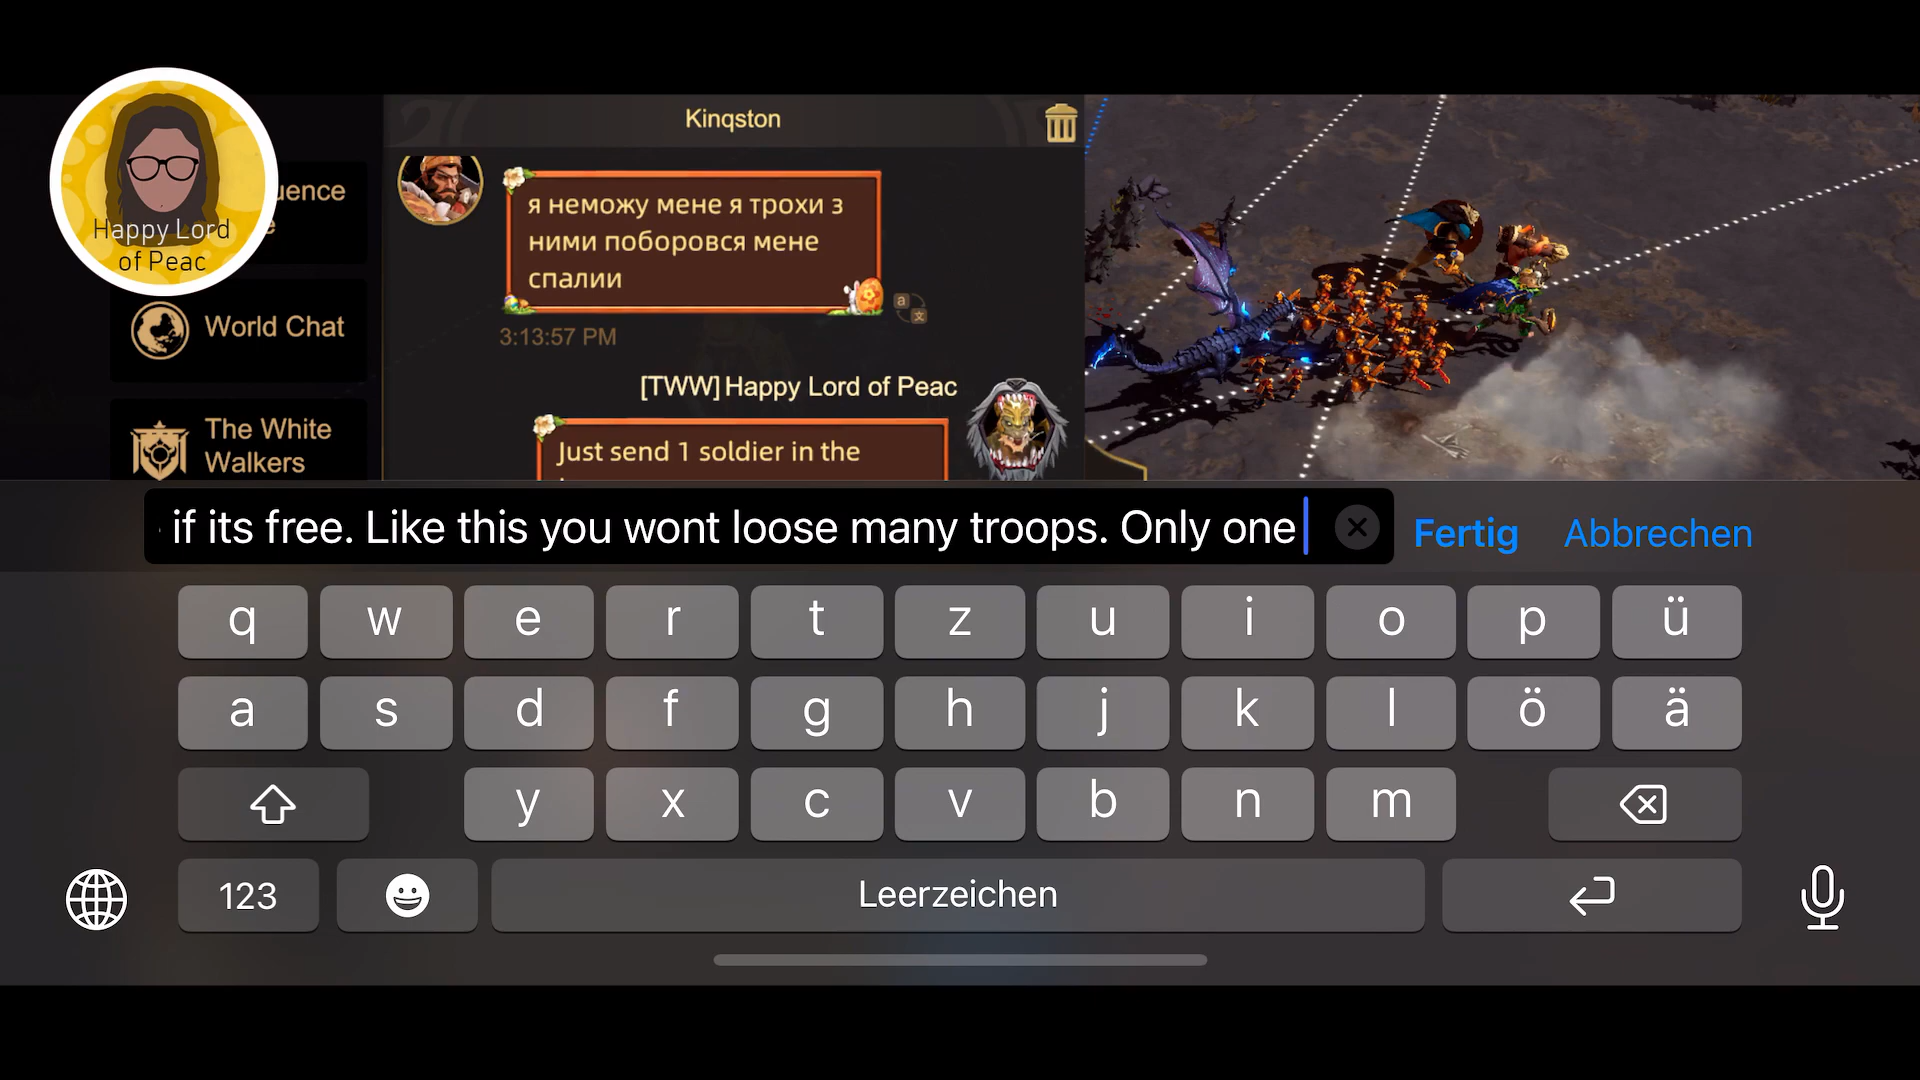 Kinqston
uence
e
Happy Lord
of Peac
я неможу мене я трохи з
ними поборовся мене
спалии
3:13:57 PM
World Chat
[TWW]Happy Lord of Peac
The White
Walkers
Just send 1 soldier in the
if its free. Like this you wont loose many troops. Only one
Fertig
Abbrechen
q w e r t z u i o p ü
a s d f g h j k l ö ä
y x c v b n m
123
Leerzeichen